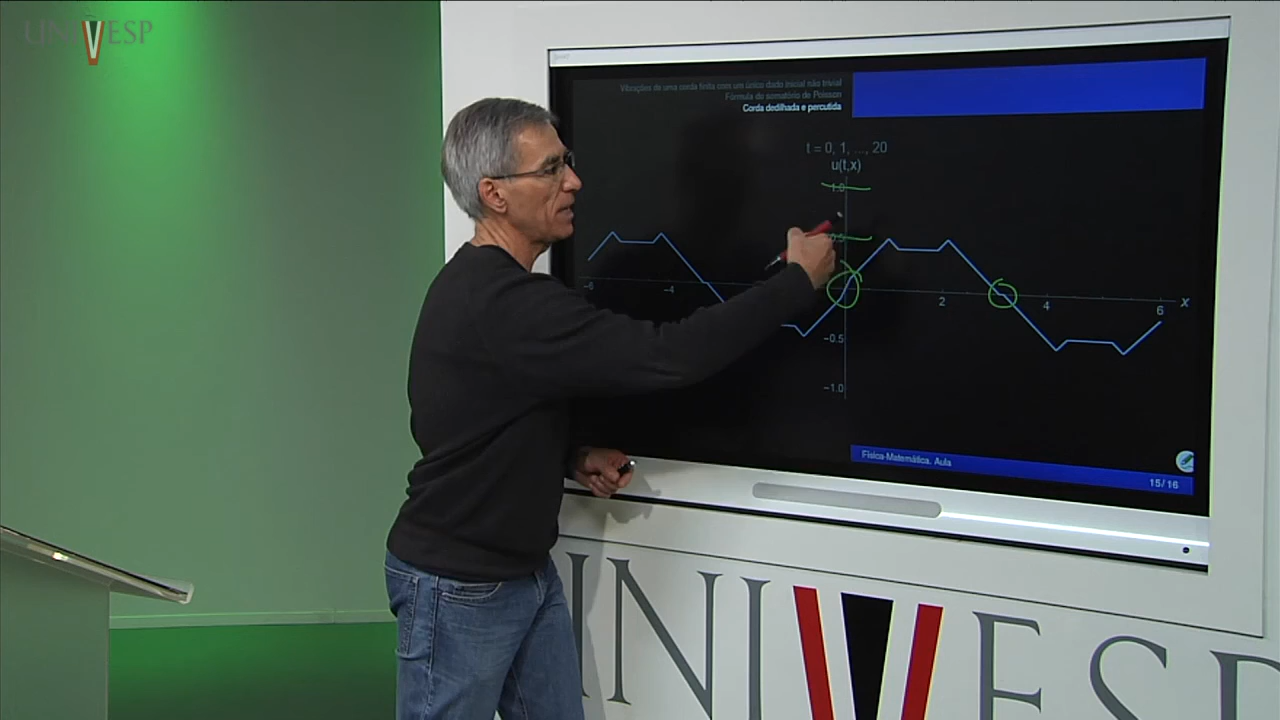 UNIVESP
Vibrações de uma corda finita com um único dado inicial não trivial
Fórmula do somatório de Poisson
Corda dedilhada e percutida
t = 0, 1, ..., 20
u(t,x)
1.0
0.5
-6
-4
2
4
6
x
-0.5
-1.0
Física-Matemática. Aula
15/16
UNIVESP